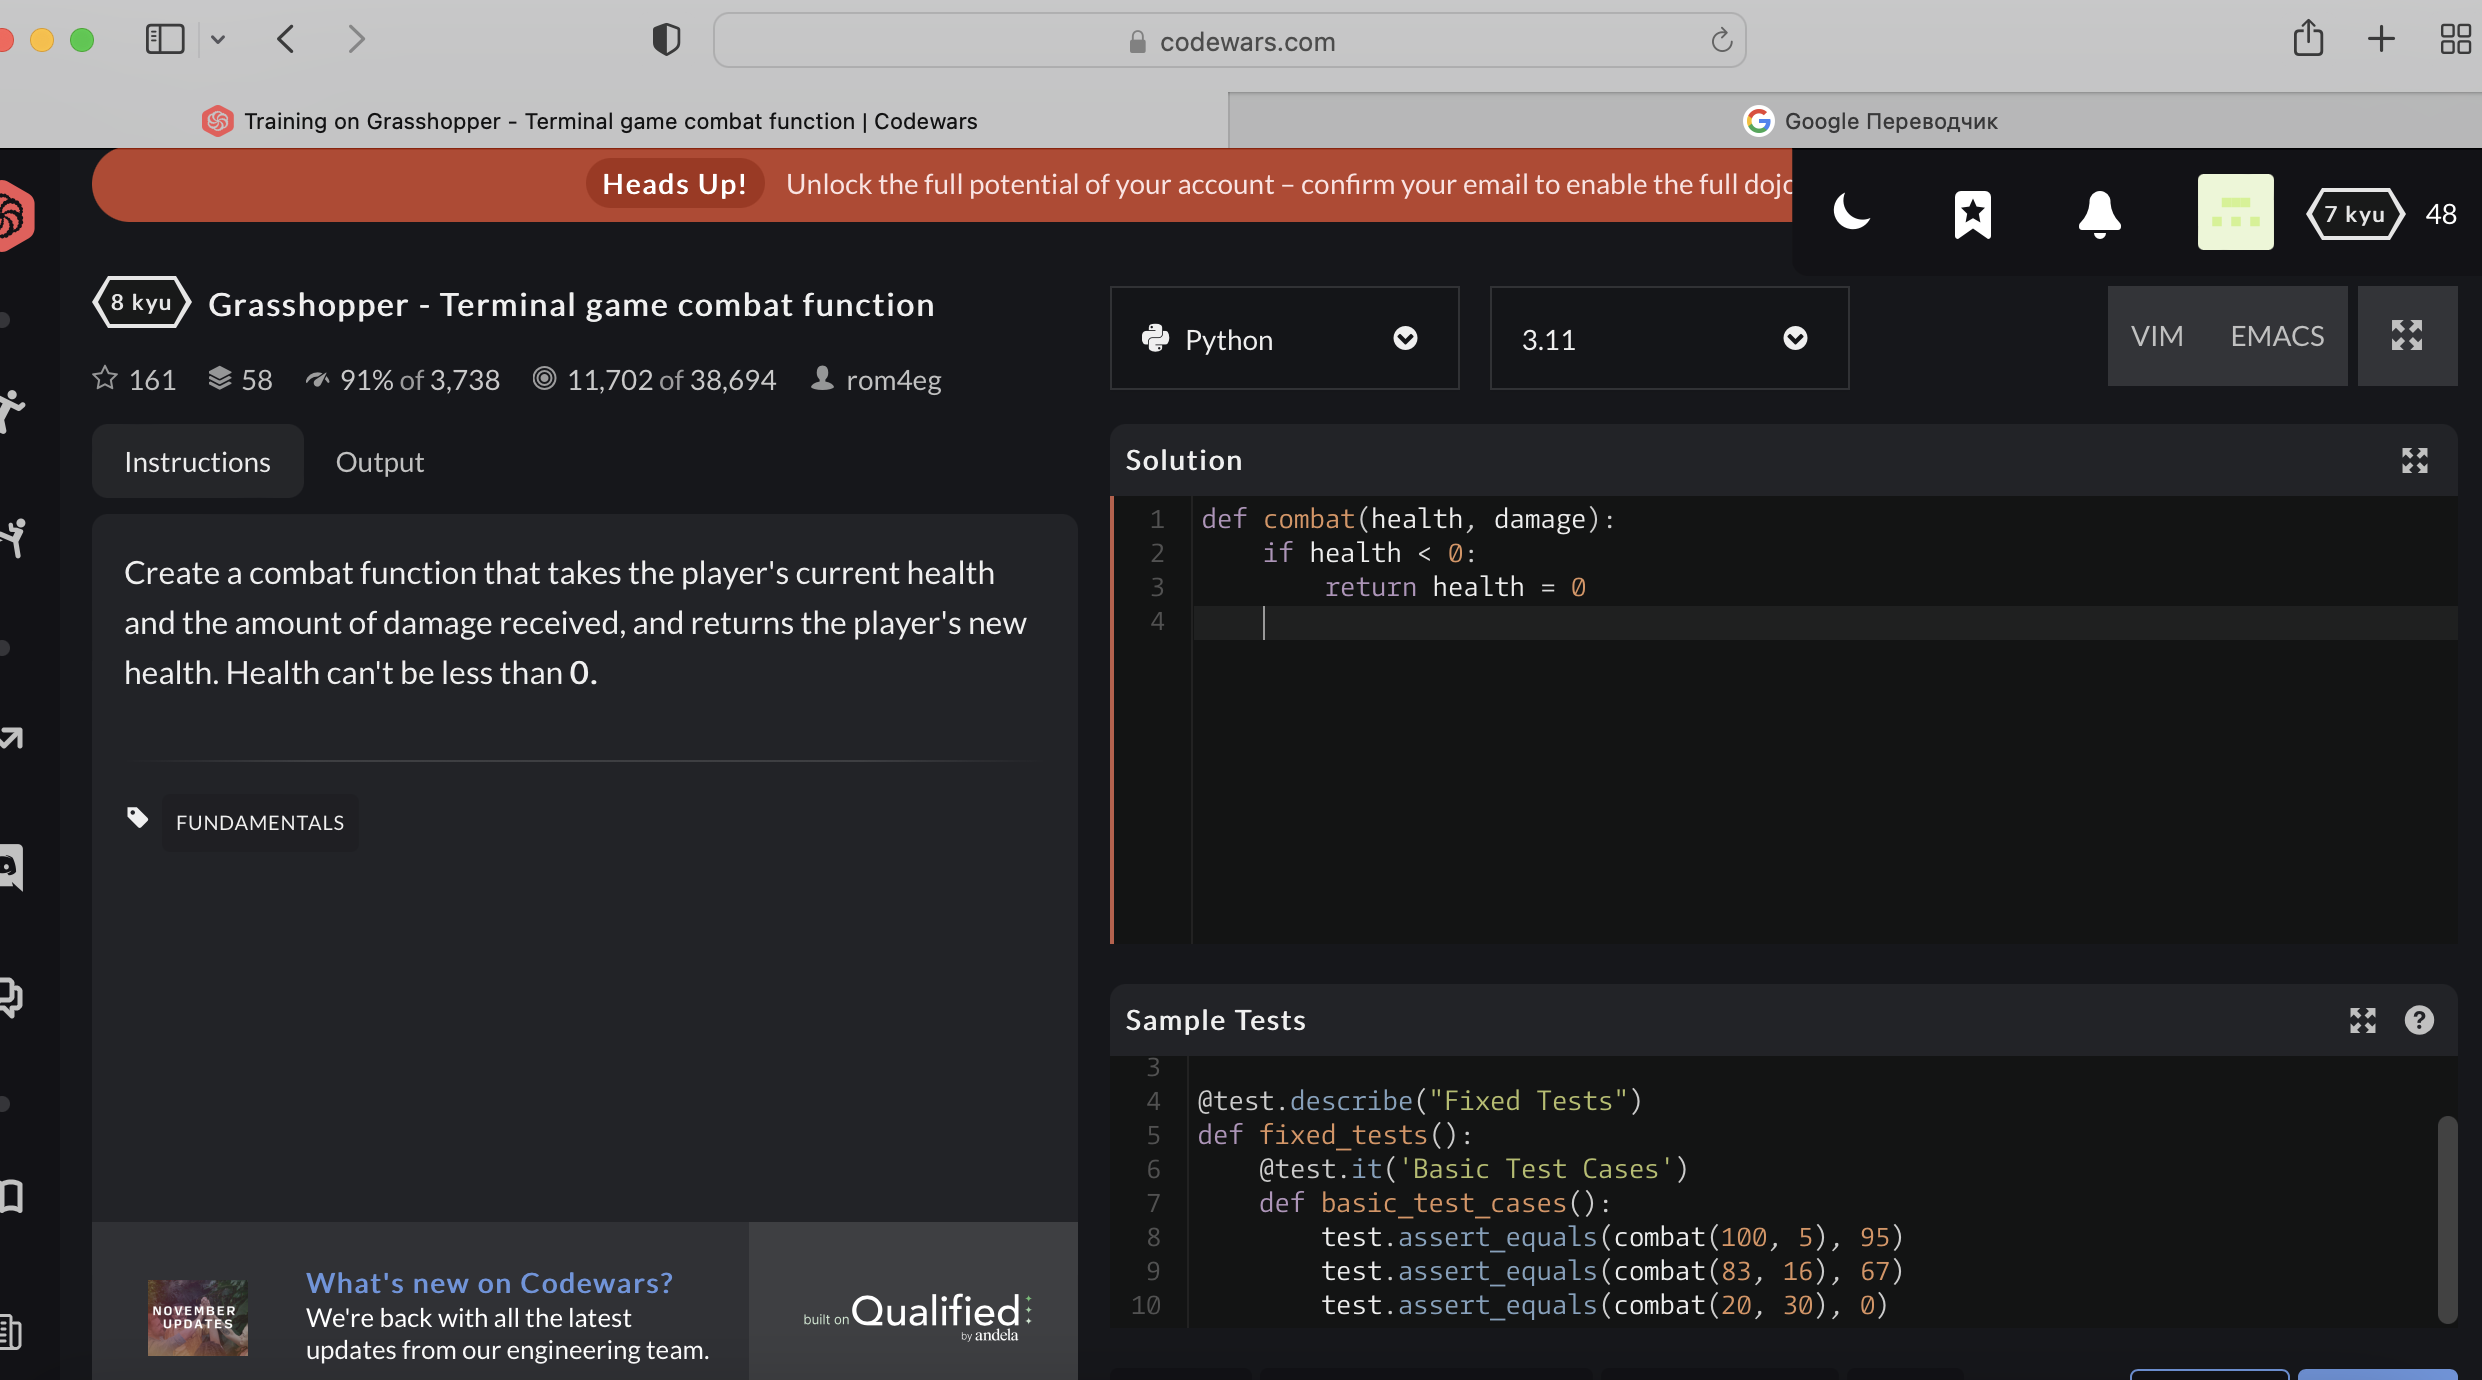 codewars.com
Training on Grasshopper - Terminal game combat function | Codewars
Google Переводчик
Heads Up! Unlock the full potential of your account – confirm your email to enable the full
7 kyu 48
8 kyu Grasshopper - Terminal game combat function
161 58 91% of 3,738 11,702 of 38,694 rom4eg
Python
3.11
VIM EMACS
Instructions Output
Create a combat function that takes the player's current health
and the amount of damage received, and returns the player's new
health. Health can't be less than 0.
FUNDAMENTALS
NOVEMBER
UPDATES
What's new on Codewars?
We're back with all the latest
updates from our engineering team.
built on Qualified
by andela
Solution
1 def combat(health, damage):
2 if health < 0:
3 return health = 0
4
Sample Tests
3
4 @test.describe("Fixed Tests")
5 def fixed_tests():
6 @test.it('Basic Test Cases')
7 def basic_test_cases():
8 test.assert_equals(combat(100, 5), 95)
9 test.assert_equals(combat(83, 16), 67)
10 test.assert_equals(combat(20, 30), 0)